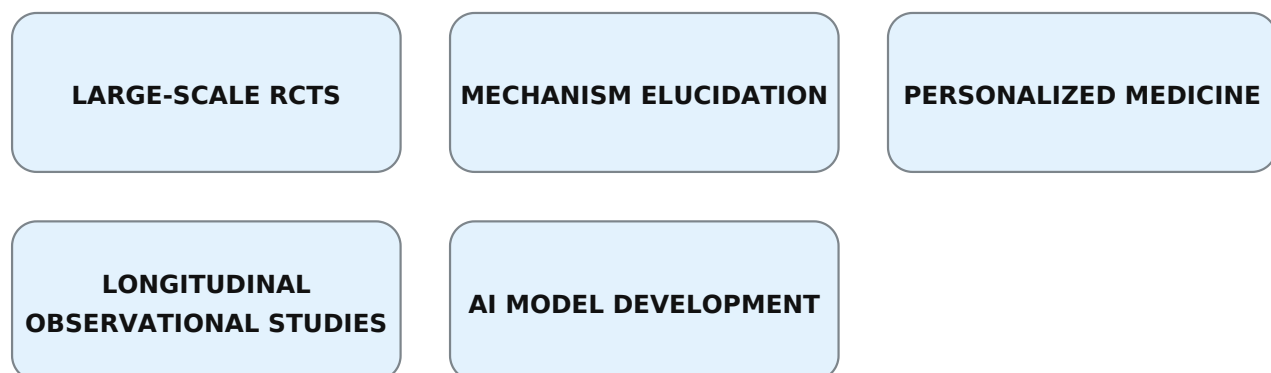 LARGE-SCALE RCTS
MECHANISM ELUCIDATION
PERSONALIZED MEDICINE
LONGITUDINAL
OBSERVATIONAL STUDIES
AI MODEL DEVELOPMENT